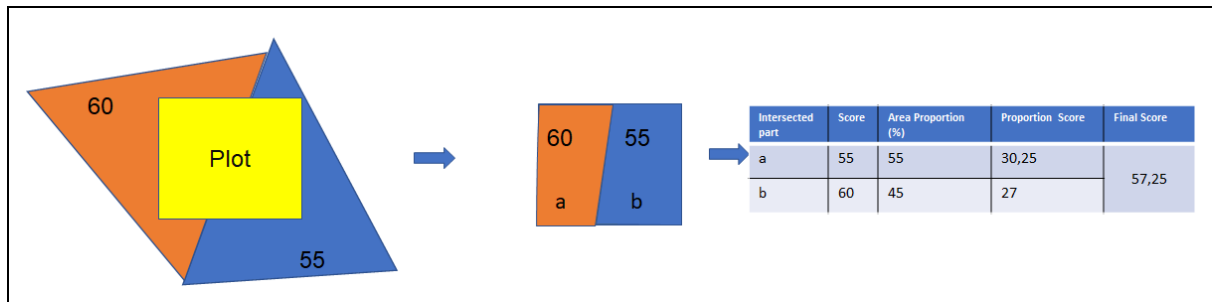 60
Plot
55
60 55
a b
Intersected part Score Area Proportion (%) Proportion Score Final Score
a 55 55 30,25 57,25
b 60 45 27